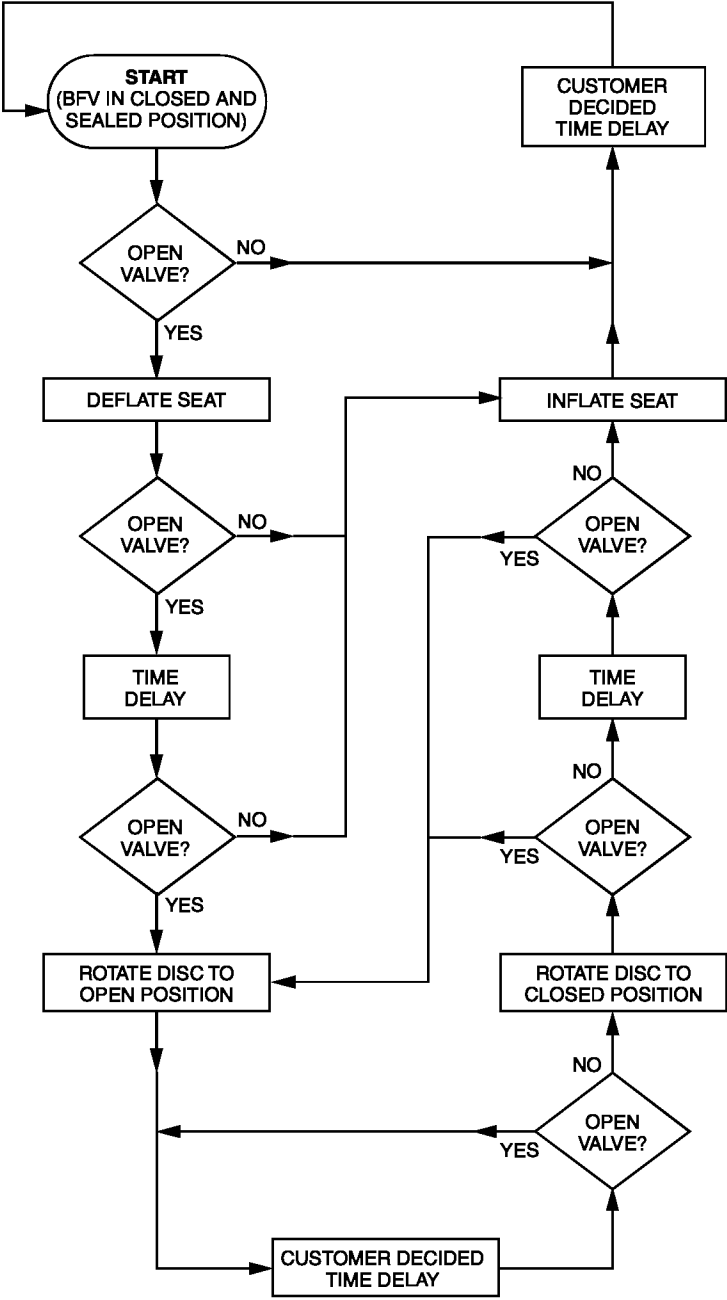 START
(BFV IN CLOSED AND
SEALED POSITION)
CUSTOMER
DECIDED
TIME DELAY
OPEN
VALVE?
NO
YES
DEFLATE SEAT
INFLATE SEAT
OPEN
VALVE?
NO
YES
NO
OPEN
VALVE?
YES
TIME
DELAY
TIME
DELAY
OPEN
VALVE?
NO
YES
NO
OPEN
VALVE?
YES
ROTATE DISC TO
OPEN POSITION
ROTATE DISC TO
CLOSED POSITION
NO
OPEN
VALVE?
YES
CUSTOMER DECIDED
TIME DELAY